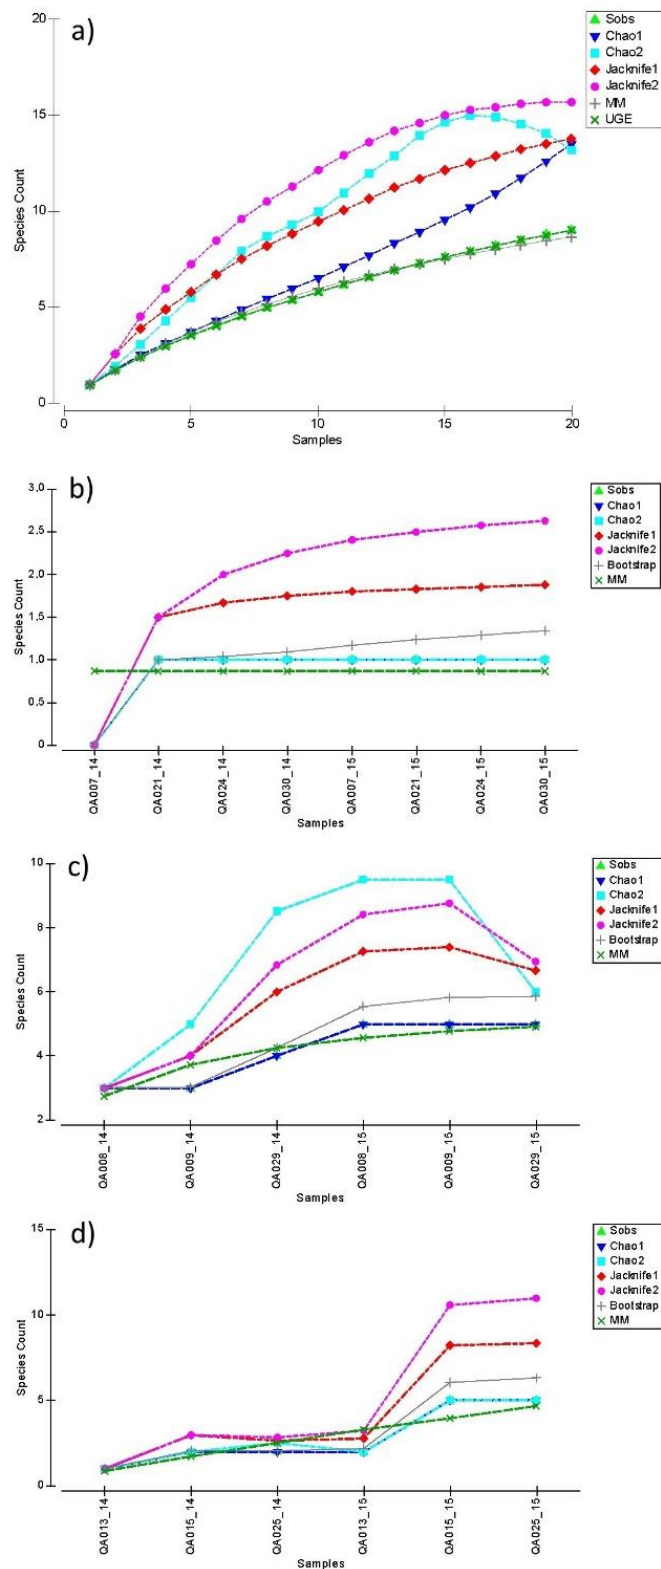 a)
Sobs
Chao1
Chao2
Jacknife1
Jacknife2
MM
UGE
20
15
10
5
0
Species Count
0 5 10 15 20
Samples
b)
Sobs
Chao1
Chao2
Jacknife1
Jacknife2
Bootstrap
MM
3,0
2,5
2,0
1,5
1,0
0,5
0
Species Count
QA007_14 QA021_14 QA024_14 QA030_14 QA007_15 QA021_15 QA024_15 QA030_15
Samples
c)
Sobs
Chao1
Chao2
Jacknife1
Jacknife2
Bootstrap
MM
10
8
6
4
2
Species Count
QA008_14 QA009_14 QA029_14 QA008_15 QA009_15 QA029_15
Samples
d)
Sobs
Chao1
Chao2
Jacknife1
Jacknife2
Bootstrap
MM
15
10
5
0
Species Count
QA013_14 QA015_14 QA025_14 QA013_15 QA015_15 QA025_15
Samples